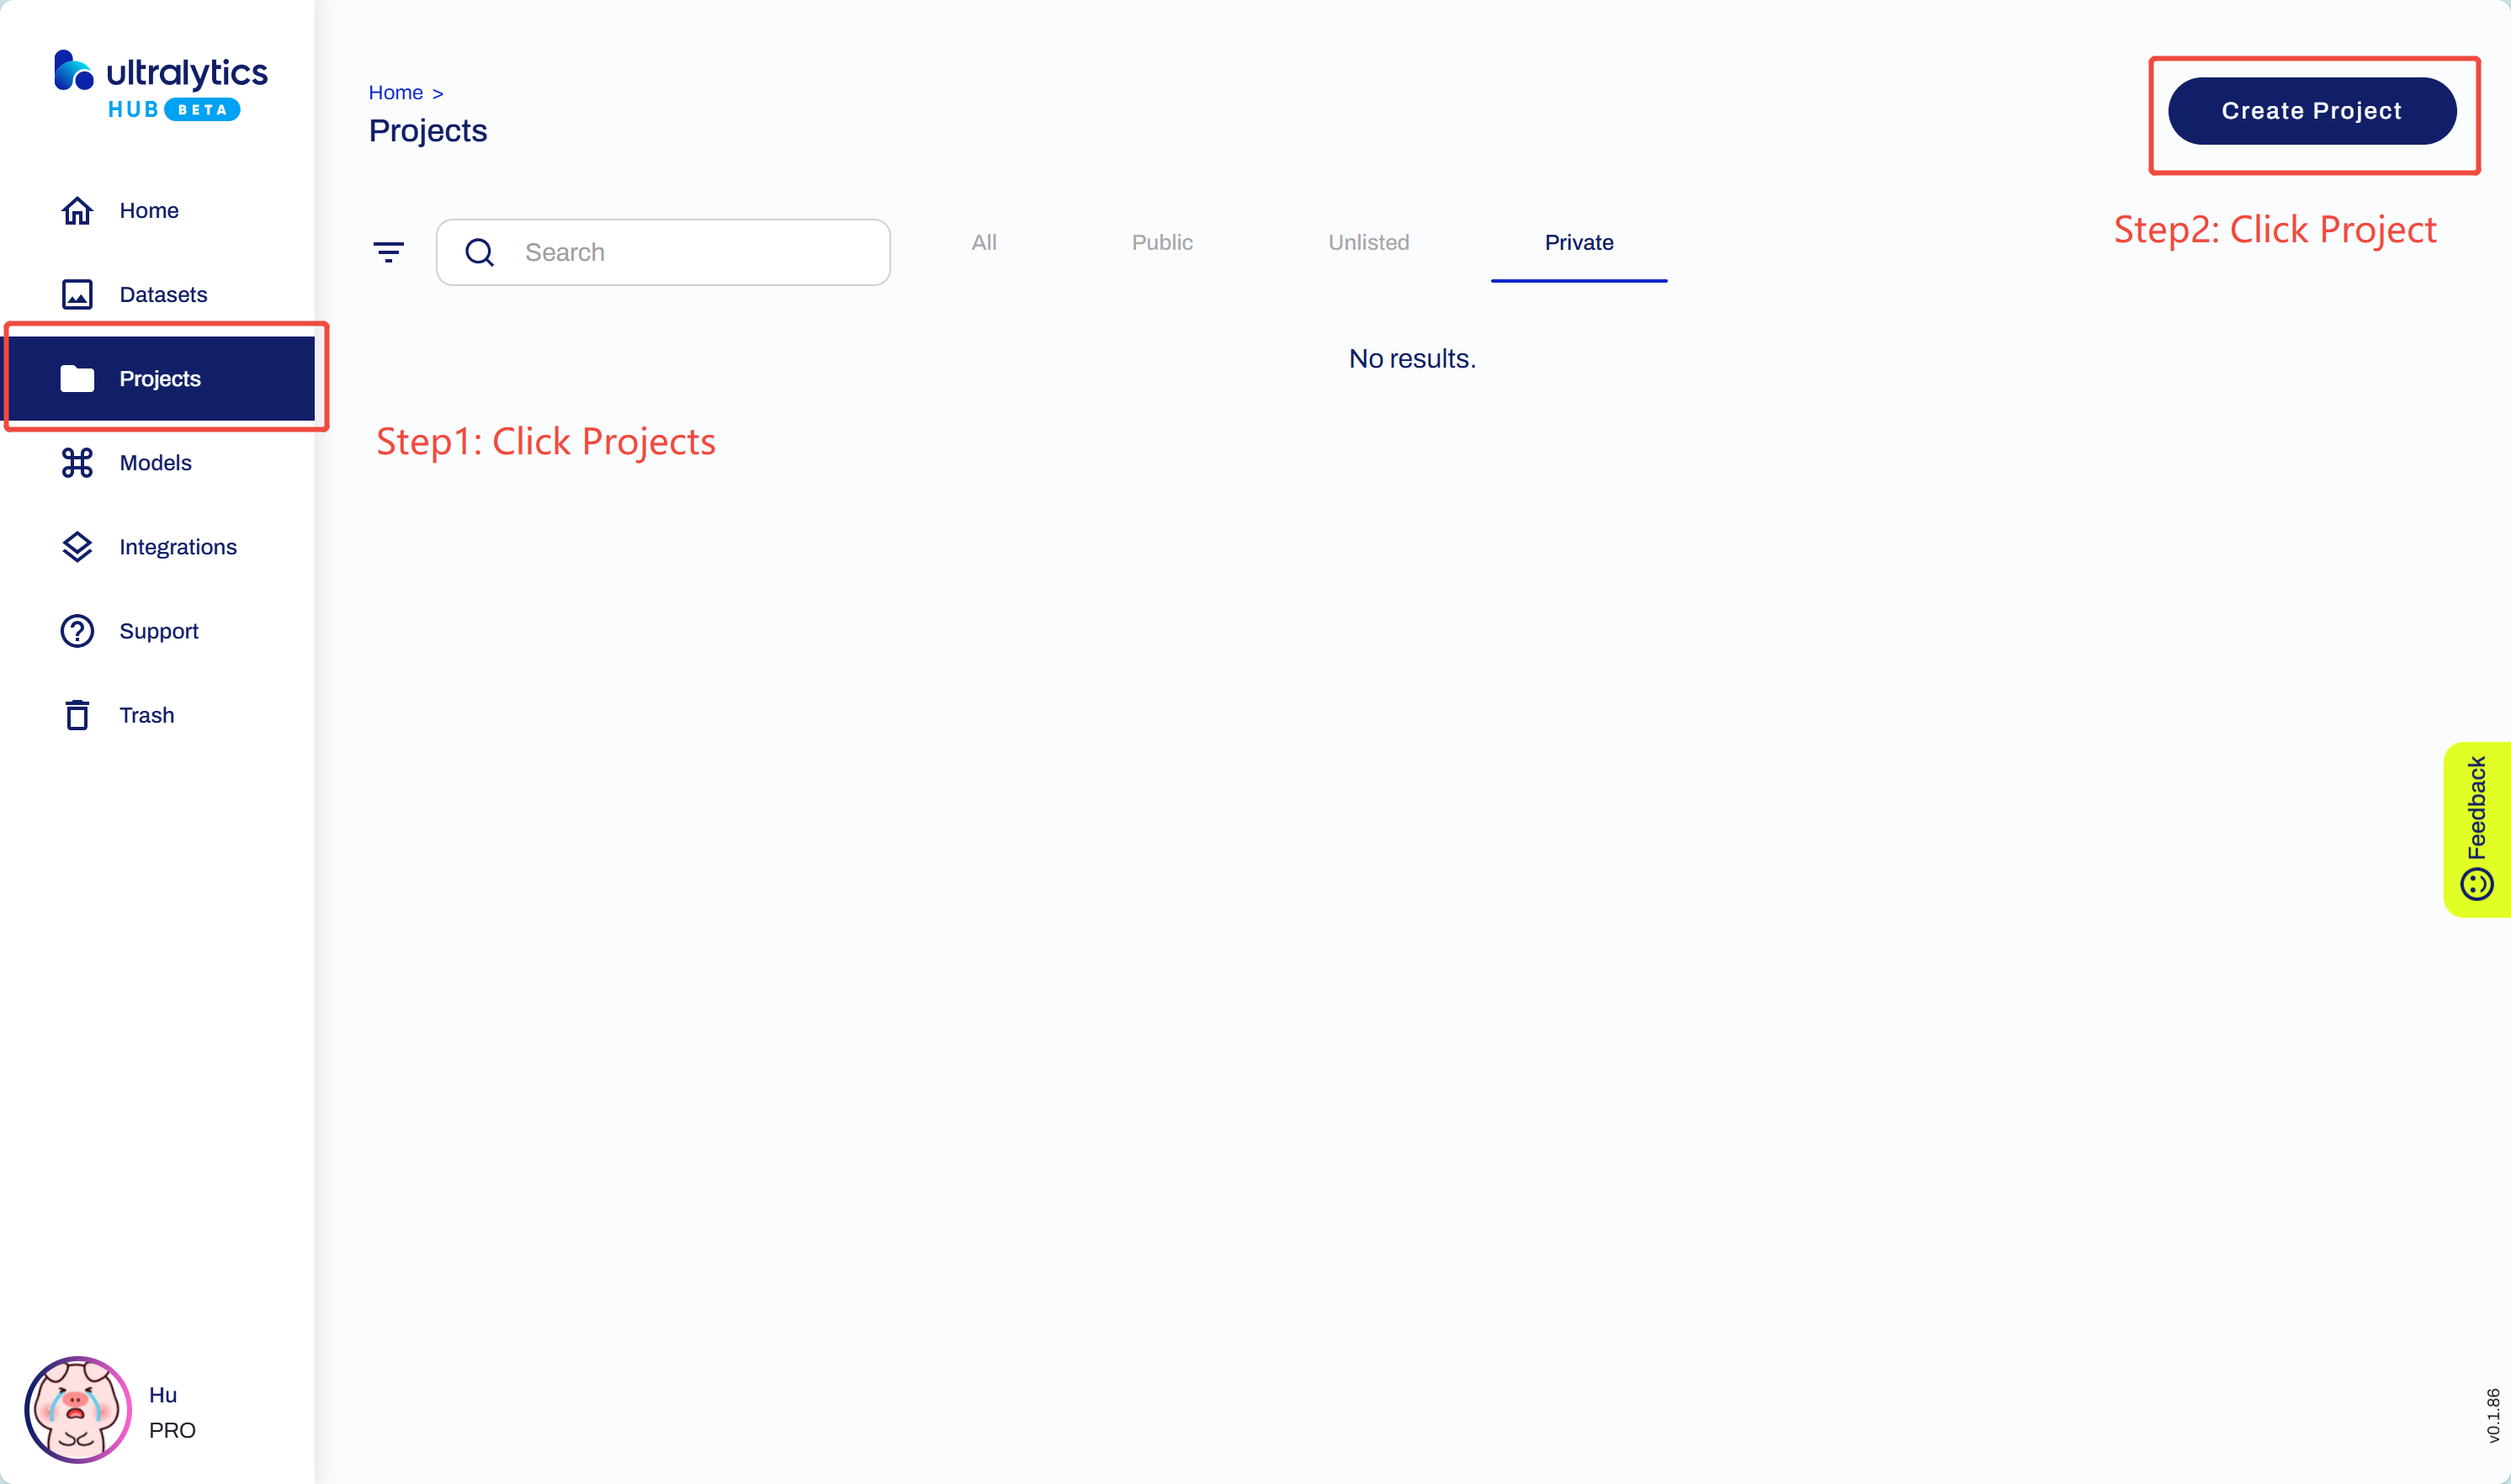 ultralytics
HUB BETA
Home
Datasets
Projects
Models
Integrations
Support
Trash
Hu
PRO
Home >
Projects
Create Project
Step2: Click Project
Search
All
Public
Unlisted
Private
No results.
Step1: Click Projects
Feedback
v0.1.86